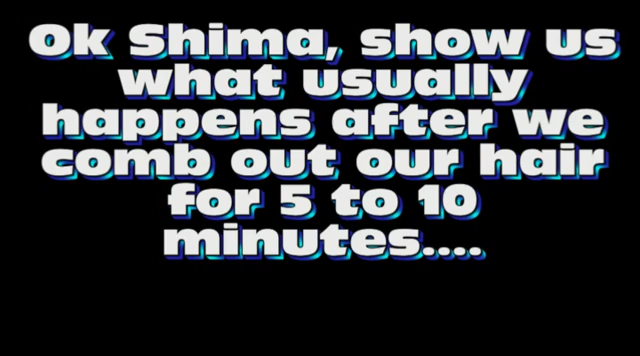 Ok Shima, show us
what usually
happens after we
comb out our hair
for 5 to 10
minutes....